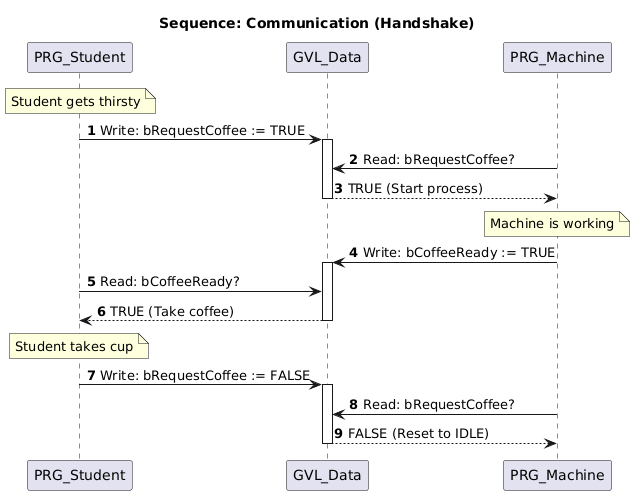 Sequence: Communication (Handshake)
PRG_Student GVL_Data PRG_Machine
Student gets thirsty
1 Write: bRequestCoffee := TRUE
2 Read: bRequestCoffee?
3 TRUE (Start process)
Machine is working
4 Write: bCoffeeReady := TRUE
5 Read: bCoffeeReady?
6 TRUE (Take coffee)
Student takes cup
7 Write: bRequestCoffee := FALSE
8 Read: bRequestCoffee?
9 FALSE (Reset to IDLE)
PRG_Student GVL_Data PRG_Machine